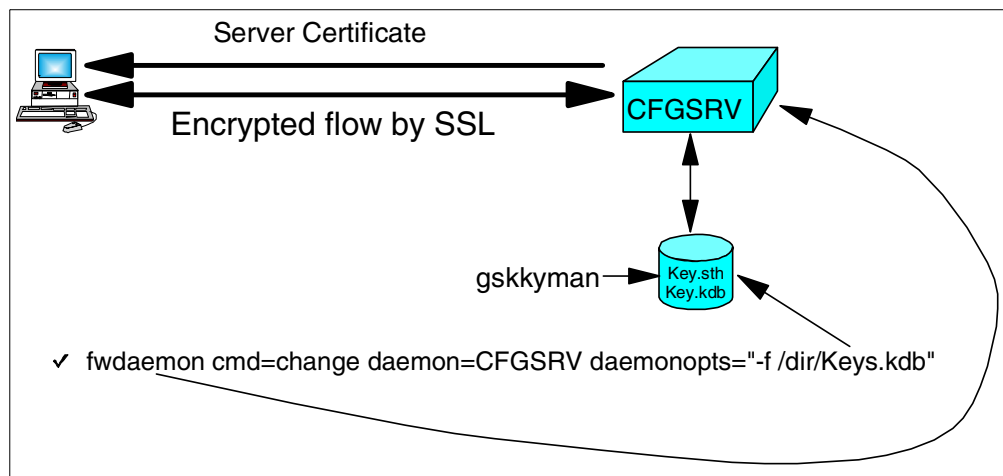 Server Certificate
Encrypted flow by SSL
CFGSRV
gskkyman
Key.sth
Key.kdb
✓ fwdaemon cmd=change daemon=CFGSRV daemonopts="-f /dir/Keys.kdb"